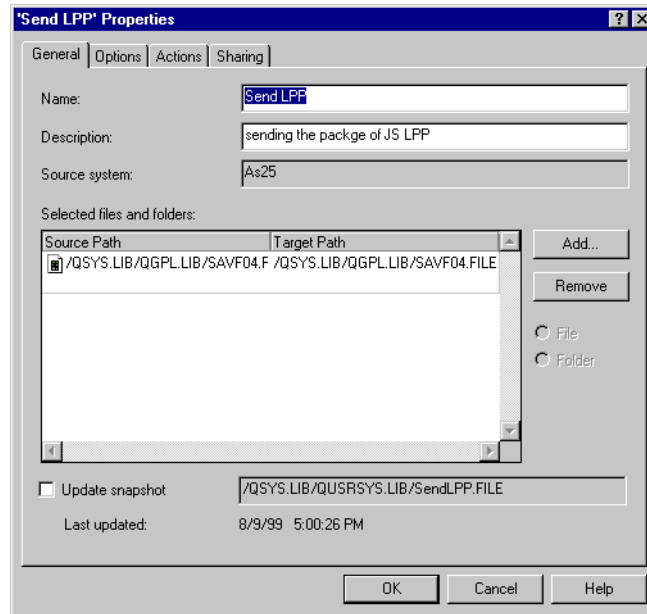 'Send LPP' Properties
General Options Actions Sharing
Name: Send LPP
Description: sending the packge of JS LPP
Source system: As25
Selected files and folders:
Source Path Target Path
/QSYS.LIB/QGPL.LIB/SAVF04.F /QSYS.LIB/QGPL.LIB/SAVF04.FILE
Add...
Remove
File
Folder
Update snapshot /QSYS.LIB/QUSRSYS.LIB/SendLPP.FILE
Last updated: 8/9/99 5:00:26 PM
OK Cancel Help